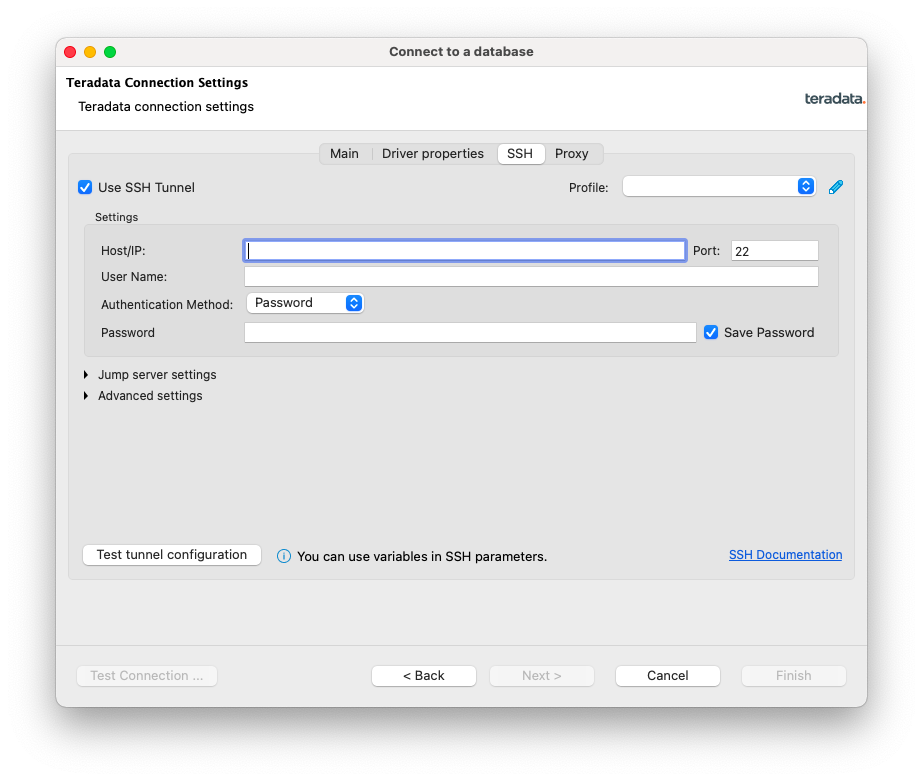 Connect to a database
Teradata Connection Settings
Teradata connection settings
teradata.
Main Driver properties SSH Proxy
Use SSH Tunnel Profile:
Settings
Host/IP: Port: 22
User Name:
Authentication Method: Password
Password Save Password
Jump server settings
Advanced settings
Test tunnel configuration You can use variables in SSH parameters. SSH Documentation
Test Connection ... < Back Next > Cancel Finish